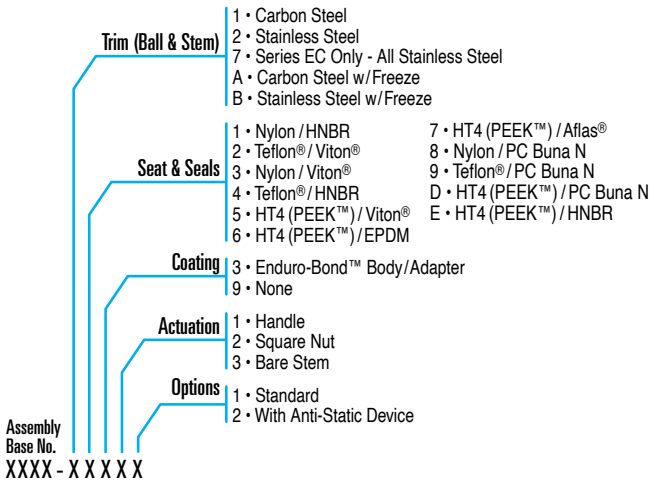 Trim (Ball & Stem)
1 • Carbon Steel
2 • Stainless Steel
7 • Series EC Only - All Stainless Steel
A • Carbon Steel w/Freeze
B • Stainless Steel w/Freeze
Seat & Seals
1 • Nylon/HNBR
2 • Teflon®/Viton®
3 • Nylon/Viton®
4 • Teflon®/HNBR
5 • HT4 (PEEK™)/Viton®
6 • HT4 (PEEK™)/EPDM
7 • HT4 (PEEK™)/Aflas®
8 • Nylon/PC Buna N
9 • Teflon®/PC Buna N
D • HT4 (PEEK™)/PC Buna N
E • HT4 (PEEK™)/HNBR
Coating
3 • Enduro-Bond™ Body/Adapter
9 • None
Actuation
1 • Handle
2 • Square Nut
3 • Bare Stem
Options
1 • Standard
2 • With Anti-Static Device
Assembly
Base No.
XXXX - X X X X X